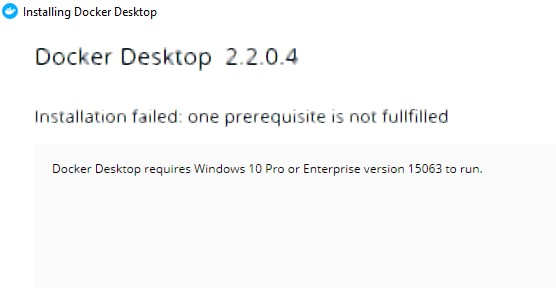 Installing Docker Desktop
Docker Desktop 2.2.0.4
Installation failed: one prerequisite is not fullfilled
Docker Desktop requires Windows 10 Pro or Enterprise version 15063 to run.